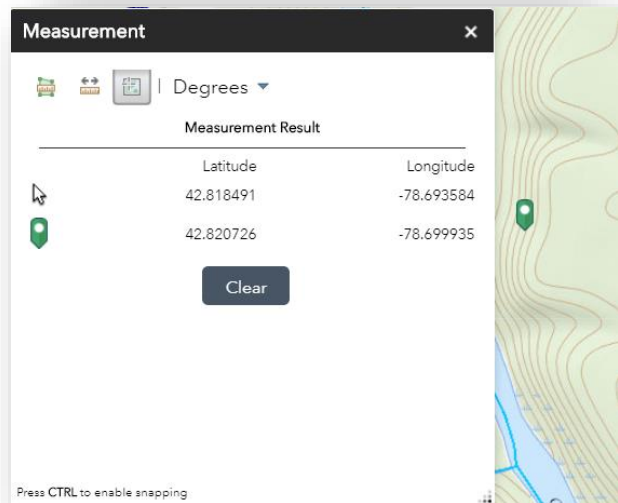 Measurement ×
| Degrees
Measurement Result
Latitude Longitude
42.818491 -78.693584
42.820726 -78.699935
Clear
Press CTRL to enable snapping